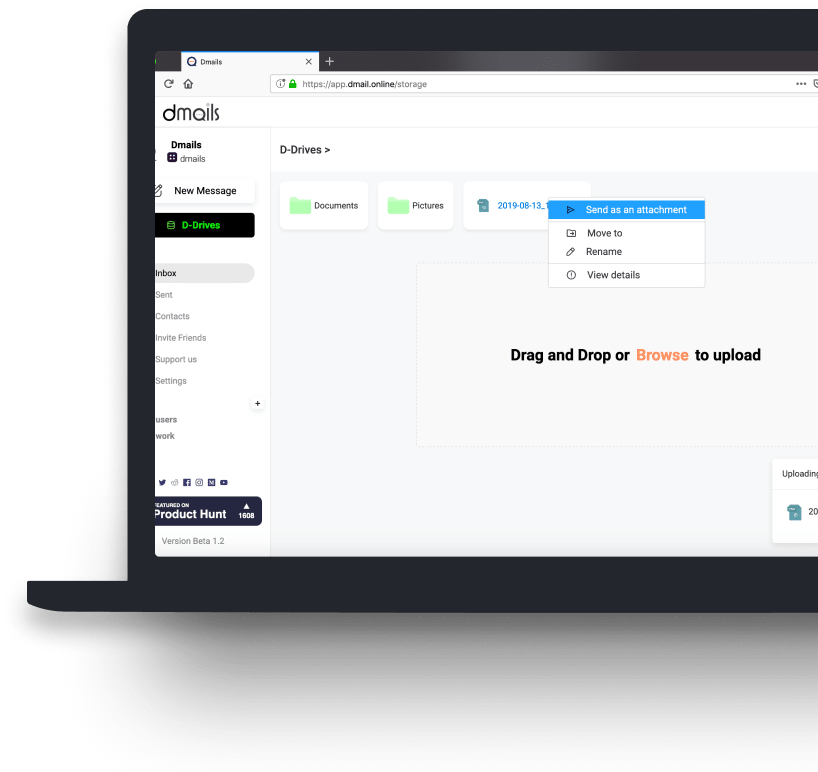 Dmails
https://app.dmail.online/storage
dmails
Dmails
dmails
New Message
D-Drives
Inbox
Sent
Contacts
Invite Friends
Support us
Settings
+
users
work
FEATURED ON
Product Hunt
1608
Version Beta 1.2
D-Drives >
Documents
Pictures
2019-08-13_1
Send as an attachment
Move to
Rename
View details
Drag and Drop or Browse to upload
Uploading
20